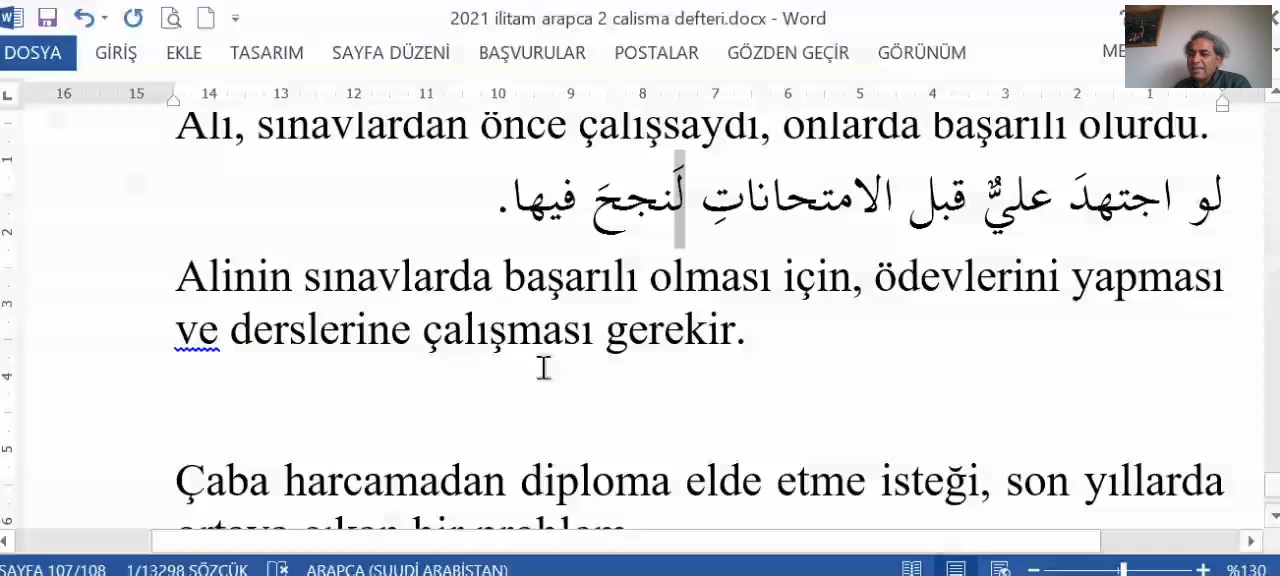 2021 ilitam arapca 2 calisma defteri.docx - Word
DOSYA GİRİŞ EKLE TASARIM SAYFA DÜZENİ BAŞVURULAR POSTALAR GÖZDEN GEÇİR GÖRÜNÜM
16 15 14 13 12 11 10 9 8 7 6 5 4 3 2 1
Ali, sınavlardan önce çalışsaydı, onlarda başarılı olurdu.
لو اجتهدَ عليٌّ قبل الامتحاناتِ لَنجحَ فيها.
Alinin sınavlarda başarılı olması için, ödevlerini yapması
ve derslerine çalışması gerekir.
Çaba harcamadan diploma elde etme isteği, son yıllarda
ortaya çıkan bir problem
SAYFA 107/108 1/13298 SÖZCÜK ARAPÇA (SUUDİ ARABİSTAN) %130